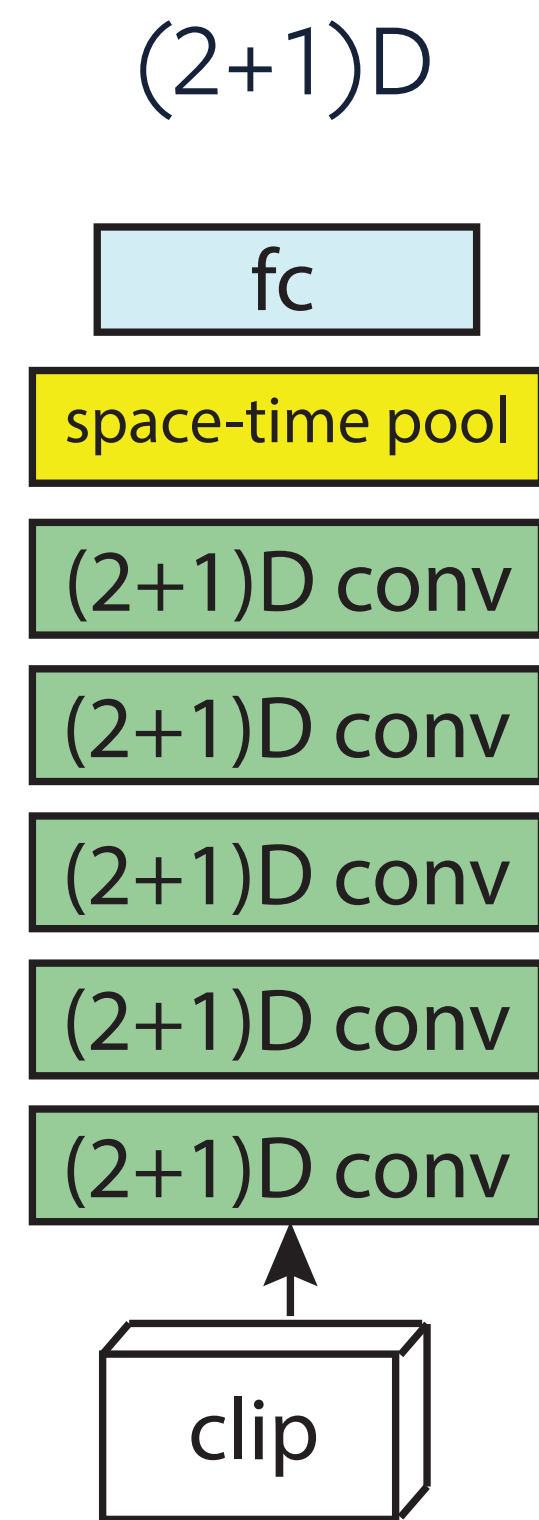 (2+1)D
fc
space-time pool
(2+1)D conv
(2+1)D conv
(2+1)D conv
(2+1)D conv
(2+1)D conv
clip